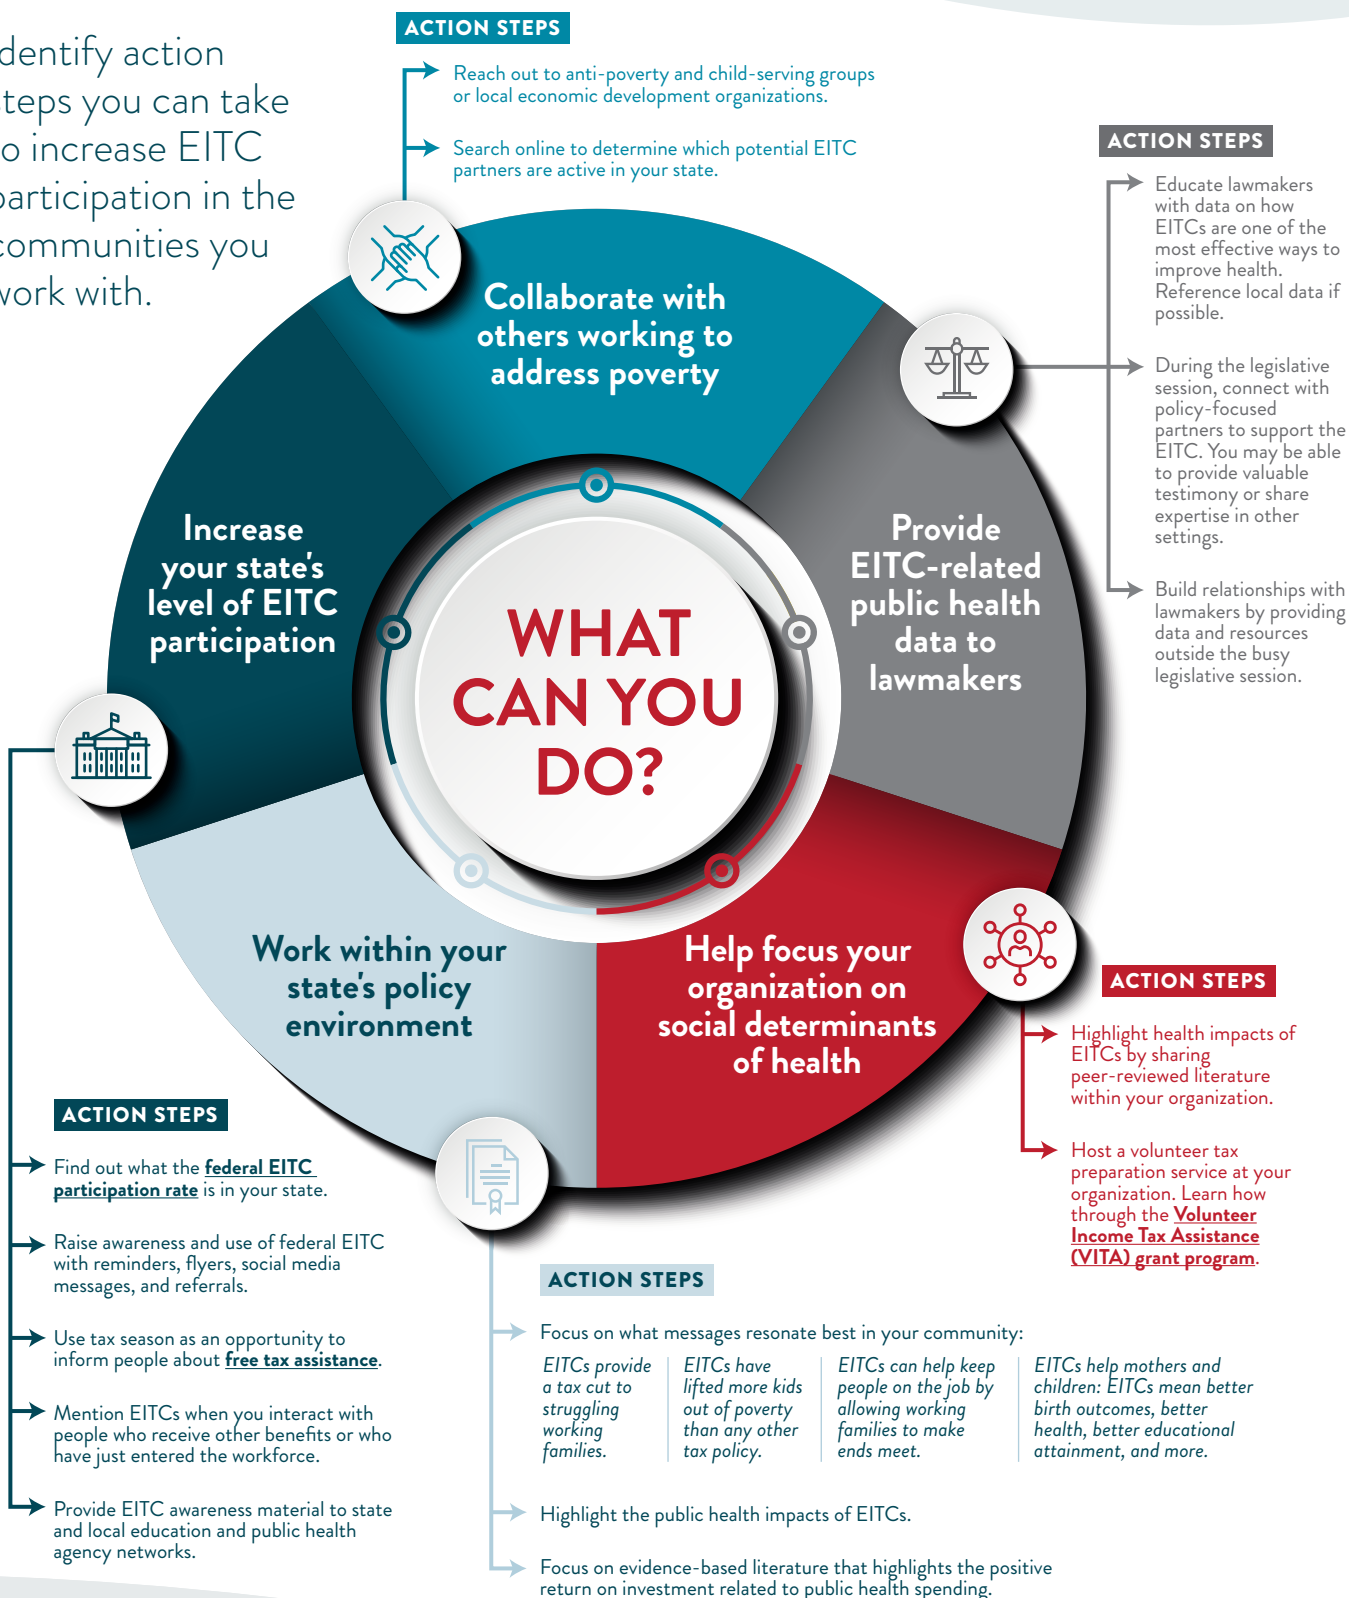 dentify action
steps you can take
o increase EITC
participation in the
communities you
work with.
ACTION STEPS
Reach out to anti-poverty and child-serving groups
or local economic development organizations.
Search online to determine which potential EITC
partners are active in your state.
ACTION STEPS
Educate lawmakers
with data on how
EITCs are one of the
most effective ways to
improve health.
Reference local data if
possible.
During the legislative
session, connect with
policy-focused
partners to support the
EITC. You may be able
to provide valuable
testimony or share
expertise in other
settings.
Build relationships with
lawmakers by providing
data and resources
outside the busy
legislative session.
Collaborate with
others working to
address poverty
Provide
EITC-related
public health
data to
lawmakers
Increase
your state's
level of EITC
participation
WHAT
CAN YOU
DO?
Work within your
state's policy
environment
Help focus your
organization on
social determinants
of health
ACTION STEPS
Highlight health impacts of
EITCs by sharing
peer-reviewed literature
within your organization.
Host a volunteer tax
preparation service at your
organization. Learn how
through the Volunteer
Income Tax Assistance
(VITA) grant program.
ACTION STEPS
Find out what the federal EITC
participation rate is in your state.
Raise awareness and use of federal EITC
with reminders, flyers, social media
messages, and referrals.
Use tax season as an opportunity to
inform people about free tax assistance.
Mention EITCs when you interact with
people who receive other benefits or who
have just entered the workforce.
Provide EITC awareness material to state
and local education and public health
agency networks.
ACTION STEPS
Focus on what messages resonate best in your community:
EITCs provide
a tax cut to
struggling
working
families.
EITCs have
lifted more kids
out of poverty
than any other
tax policy.
EITCs can help keep
people on the job by
allowing working
families to make
ends meet.
EITCs help mothers and
children: EITCs mean better
birth outcomes, better
health, better educational
attainment, and more.
Highlight the public health impacts of EITCs.
Focus on evidence-based literature that highlights the positive
return on investment related to public health spending.